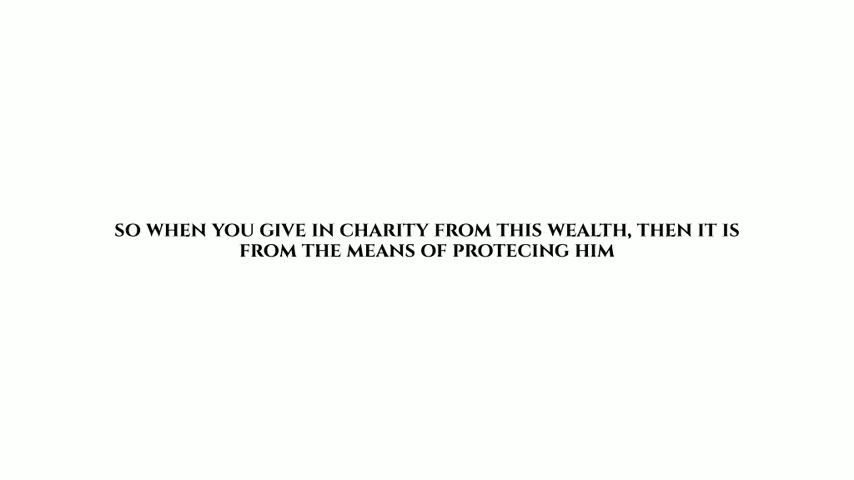 SO WHEN YOU GIVE IN CHARITY FROM THIS WEALTH, THEN IT IS
FROM THE MEANS OF PROTECING HIM